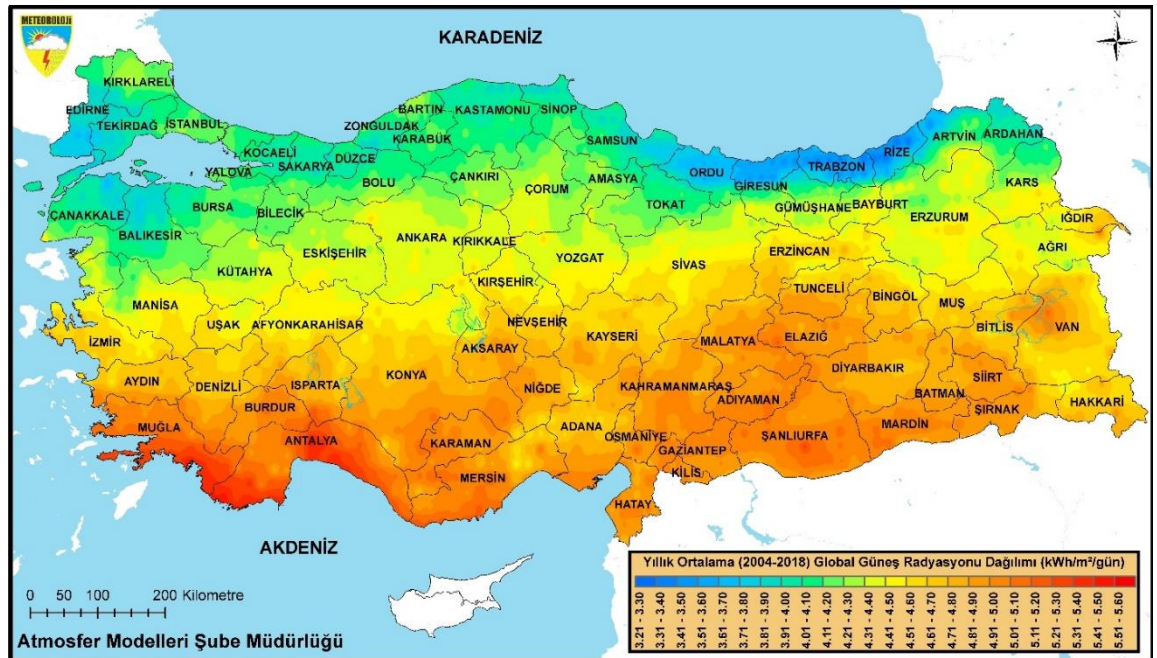 METEOROLOJİ
KARADENİZ
N
KIRKLARELİ
EDİRNE
TEKİRDAĞ
İSTANBUL
BARTIN
KASTAMONU
SİNOP
ZONGULDAK
KARABÜK
SAMSUN
KOCAELİ
SAKARYA
DÜZCE
YALOVA
BOLU
ÇANKIRI
ÇORUM
AMASYA
ORDU
GİRESUN
TRABZON
RİZE
ARTVİN
ARDAHAN
KARS
ÇANAKKALE
BURSA
BİLECİK
TOKAT
GÜMÜŞHANE
BAYBURT
ERZURUM
IĞDIR
BALIKESİR
ESKİŞEHİR
ANKARA
KIRIKKALE
YOZGAT
SİVAS
ERZİNCAN
AĞRI
KÜTAHYA
KIRŞEHİR
TUNCELİ
BİNGÖL
MUŞ
MANİSA
UŞAK
AFYONKARAHİSAR
NEVŞEHİR
KAYSERİ
MALATYA
ELAZIĞ
BİTLİS
VAN
İZMİR
AKSARAY
AYDIN
DENİZLİ
ISPARTA
KONYA
NİĞDE
KAHRAMANMARAŞ
ADIYAMAN
DİYARBAKIR
BATMAN
SİİRT
ŞIRNAK
HAKKARİ
BURDUR
MUĞLA
ANTALYA
KARAMAN
ADANA
OSMANİYE
GAZİANTEP
ŞANLIURFA
MARDİN
MERSİN
KİLİS
HATAY
AKDENİZ
0 50 100 200 Kilometre
Atmosfer Modelleri Şube Müdürlüğü
Yıllık Ortalama (2004-2018) Global Güneş Radyasyonu Dağılımı (kWh/m²/gün)
3.21 - 3.30
3.31 - 3.40
3.41 - 3.50
3.51 - 3.60
3.61 - 3.70
3.71 - 3.80
3.81 - 3.90
3.91 - 4.00
4.01 - 4.10
4.11 - 4.20
4.21 - 4.30
4.31 - 4.40
4.41 - 4.50
4.51 - 4.60
4.61 - 4.70
4.71 - 4.80
4.81 - 4.90
4.91 - 5.00
5.01 - 5.10
5.11 - 5.20
5.21 - 5.30
5.31 - 5.40
5.41 - 5.50
5.51 - 5.60